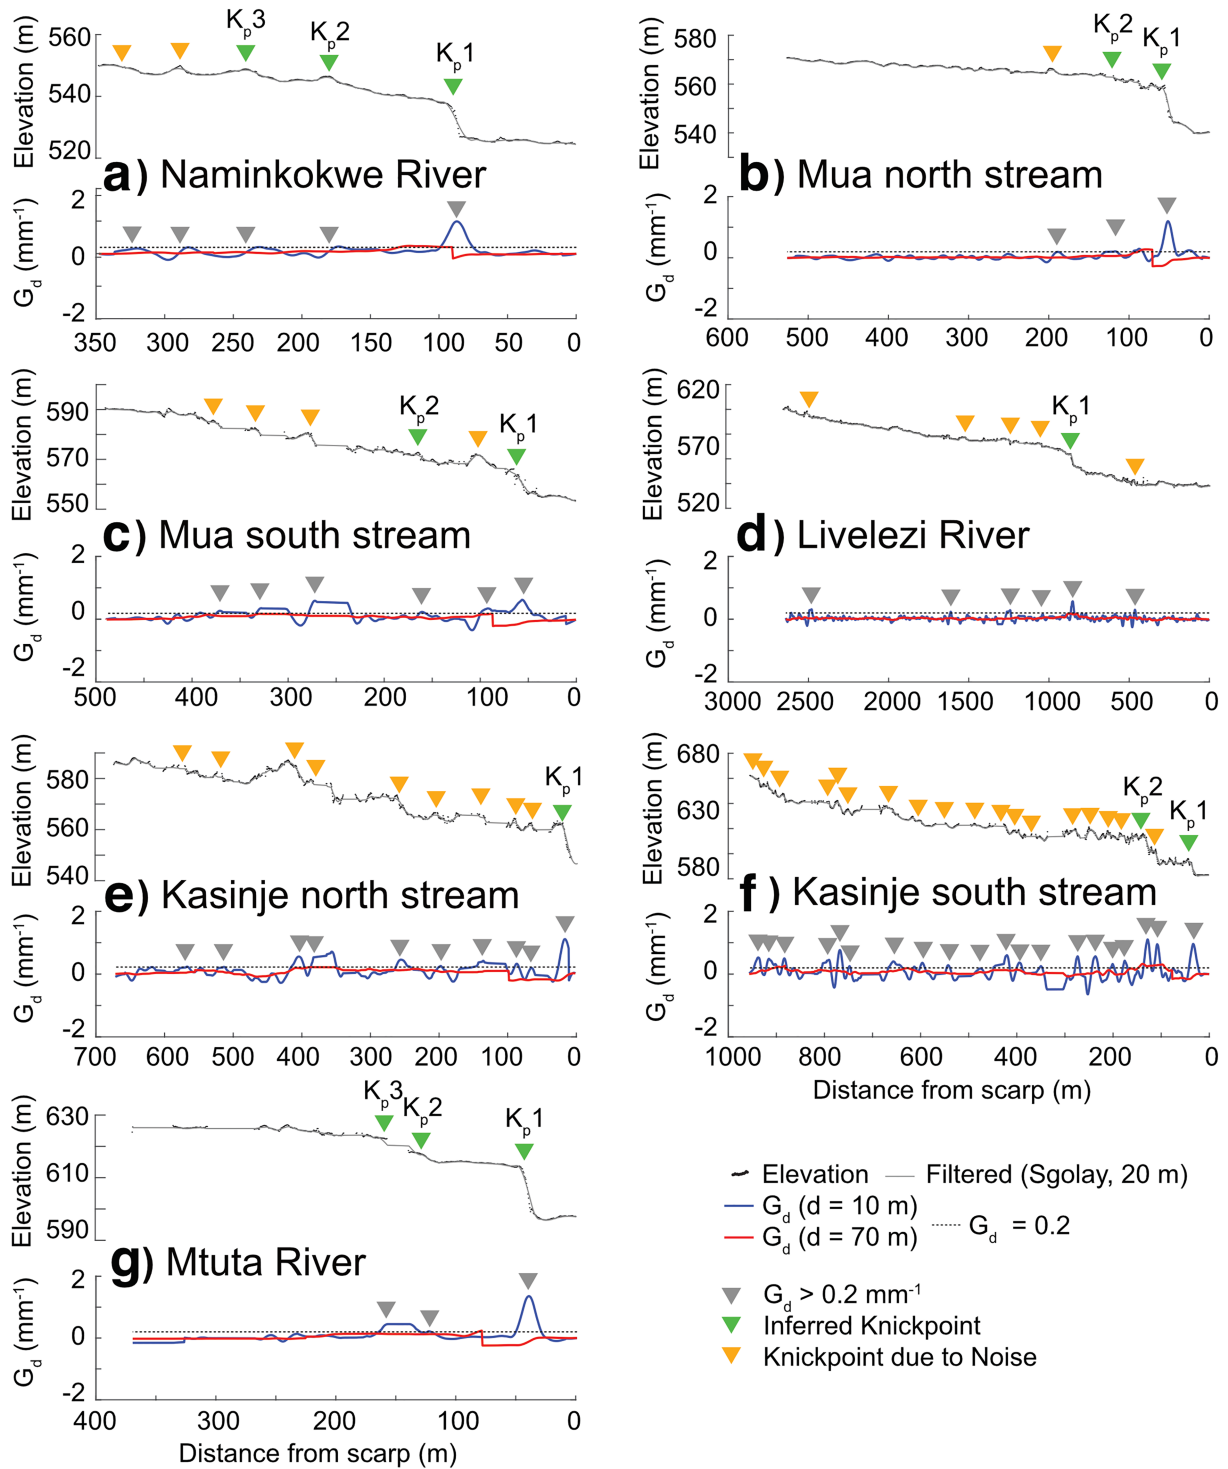 Kp3
Kp2
Kp1
Elevation (m)
560
540
520
a) Naminkokwe River
Gd (mm-1)
2
0
-2
350 300 250 200 150 100 50 0
Kp2
Kp1
Elevation (m)
580
560
540
b) Mua north stream
Gd (mm-1)
2
0
-2
600 500 400 300 200 100 0
Kp2
Kp1
Elevation (m)
590
570
550
c) Mua south stream
Gd (mm-1)
2
0
-2
500 400 300 200 100 0
Kp1
Elevation (m)
620
570
520
d) Livelezi River
Gd (mm-1)
2
0
-2
3000 2500 2000 1500 1000 500 0
Kp1
Elevation (m)
580
560
540
e) Kasinje north stream
Gd (mm-1)
2
0
-2
700 600 500 400 300 200 100 0
Kp2
Kp1
Elevation (m)
680
630
580
f) Kasinje south stream
Gd (mm-1)
2
0
-2
1000 800 600 400 200 0
Distance from scarp (m)
Kp3
Kp2
Kp1
Elevation (m)
630
610
590
g) Mtuta River
Gd (mm-1)
2
0
-2
400 300 200 100 0
Distance from scarp (m)
Elevation Filtered (Sgolay, 20 m)
Gd (d = 10 m)
Gd (d = 70 m)
Gd = 0.2
Gd > 0.2 mm-1
Inferred Knickpoint
Knickpoint due to Noise